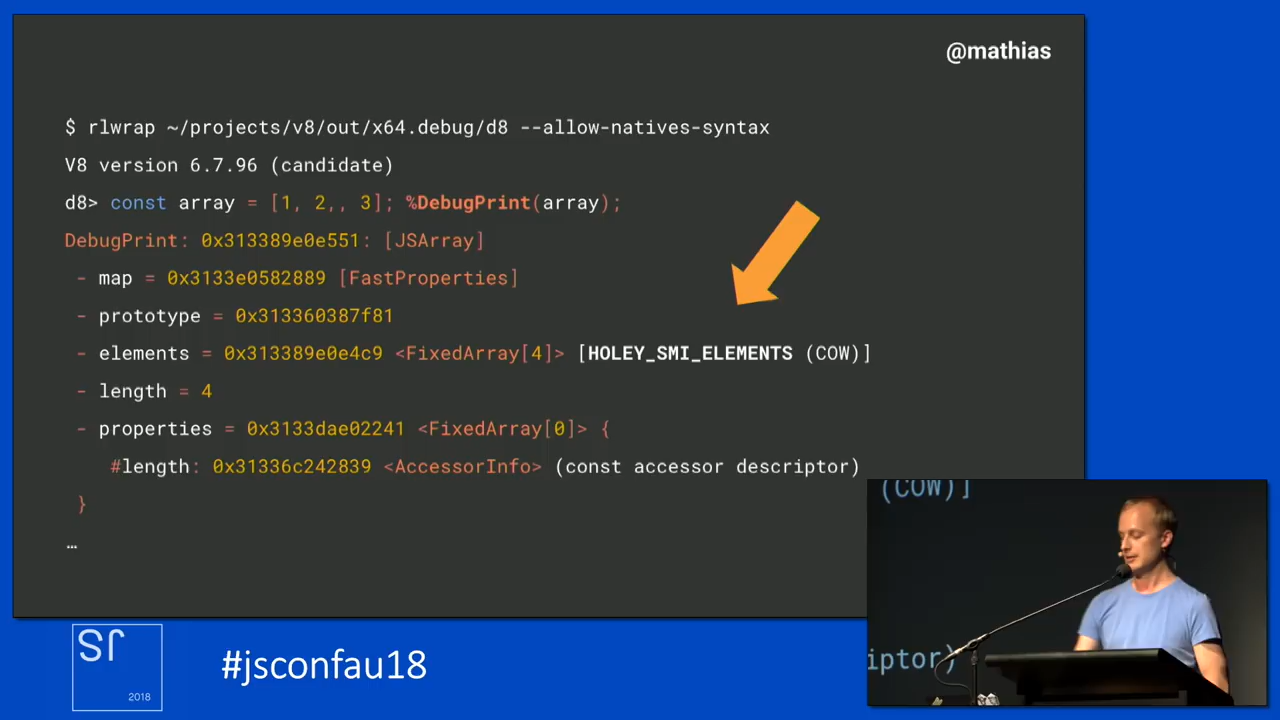 @mathias
$ rlwrap ~/projects/v8/out/x64.debug/d8 --allow-natives-syntax
V8 version 6.7.96 (candidate)
d8> const array = [1, 2,, 3]; %DebugPrint(array);
DebugPrint: 0x313389e0e551: [JSArray]
- map = 0x3133e0582889 [FastProperties]
- prototype = 0x313360387f81
- elements = 0x313389e0e4c9 <FixedArray[4]> [HOLEY_SMI_ELEMENTS (COW)]
- length = 4
- properties = 0x3133dae02241 <FixedArray[0]> {
#length: 0x31336c242839 <AccessorInfo> (const accessor descriptor)
}
…
(COW)]
iptor)
2018
#jsconfau18